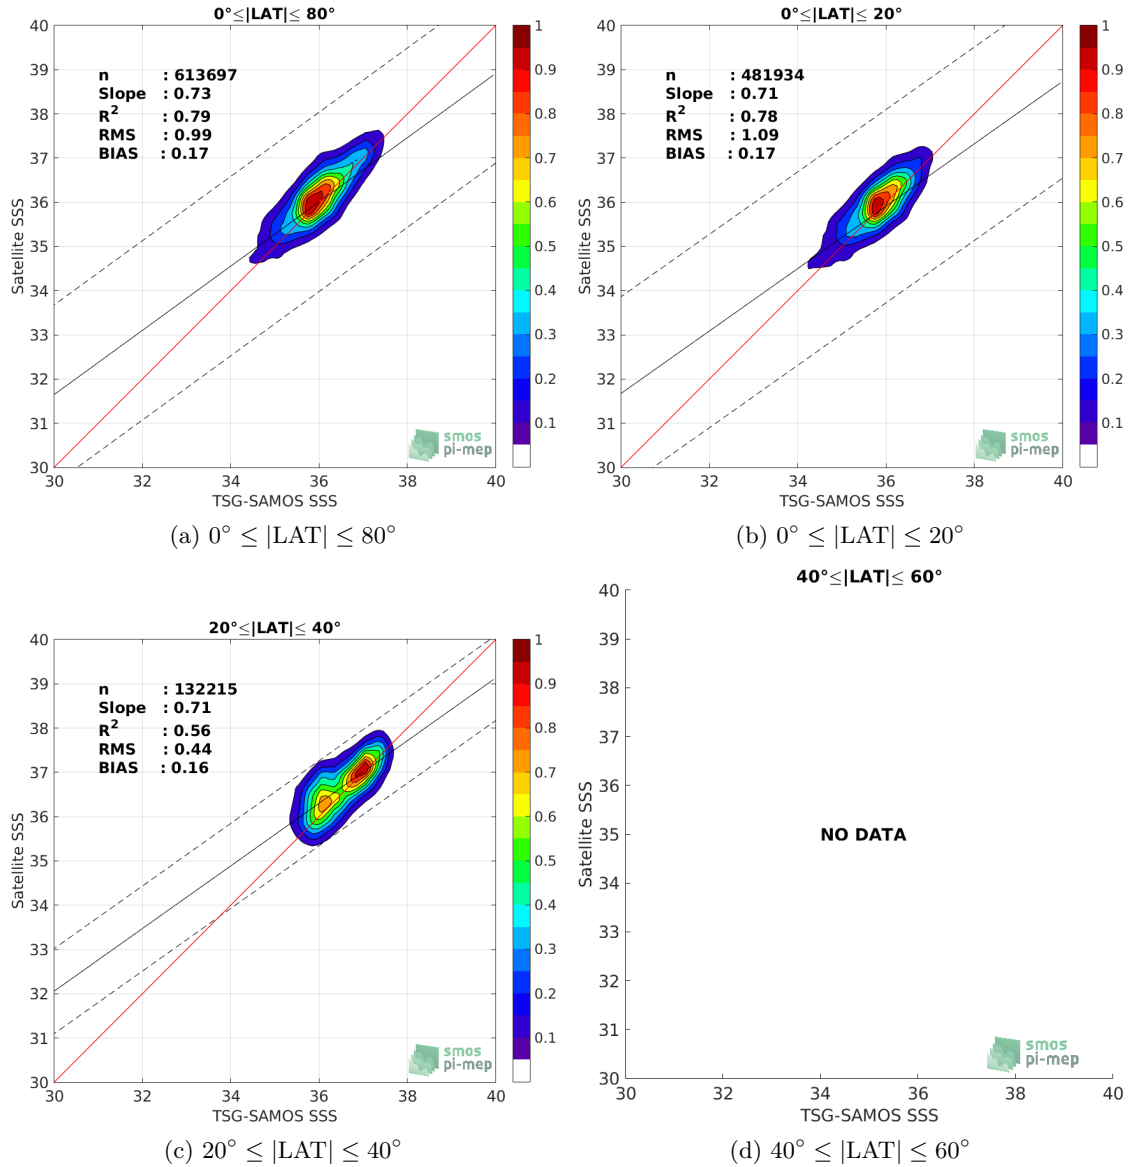 0°≤|LAT|≤ 80°
n : 613697
Slope : 0.73
R2 : 0.79
RMS : 0.99
BIAS : 0.17
40
39
38
37
36
35
34
33
32
31
30
Satellite SSS
30 32 34 36 38 40
TSG-SAMOS SSS
1
0.9
0.8
0.7
0.6
0.5
0.4
0.3
0.2
0.1
smos
pi-mep
(a) 0° ≤ |LAT| ≤ 80°
0°≤|LAT|≤ 20°
n : 481934
Slope : 0.71
R2 : 0.78
RMS : 1.09
BIAS : 0.17
40
39
38
37
36
35
34
33
32
31
30
Satellite SSS
30 32 34 36 38 40
TSG-SAMOS SSS
1
0.9
0.8
0.7
0.6
0.5
0.4
0.3
0.2
0.1
smos
pi-mep
(b) 0° ≤ |LAT| ≤ 20°
20°≤|LAT|≤ 40°
n : 132215
Slope : 0.71
R2 : 0.56
RMS : 0.44
BIAS : 0.16
40
39
38
37
36
35
34
33
32
31
30
Satellite SSS
30 32 34 36 38 40
TSG-SAMOS SSS
1
0.9
0.8
0.7
0.6
0.5
0.4
0.3
0.2
0.1
smos
pi-mep
(c) 20° ≤ |LAT| ≤ 40°
40°≤|LAT|≤ 60°
40
39
38
37
36
35
34
33
32
31
30
Satellite SSS
NO DATA
30 32 34 36 38 40
TSG-SAMOS SSS
smos
pi-mep
(d) 40° ≤ |LAT| ≤ 60°